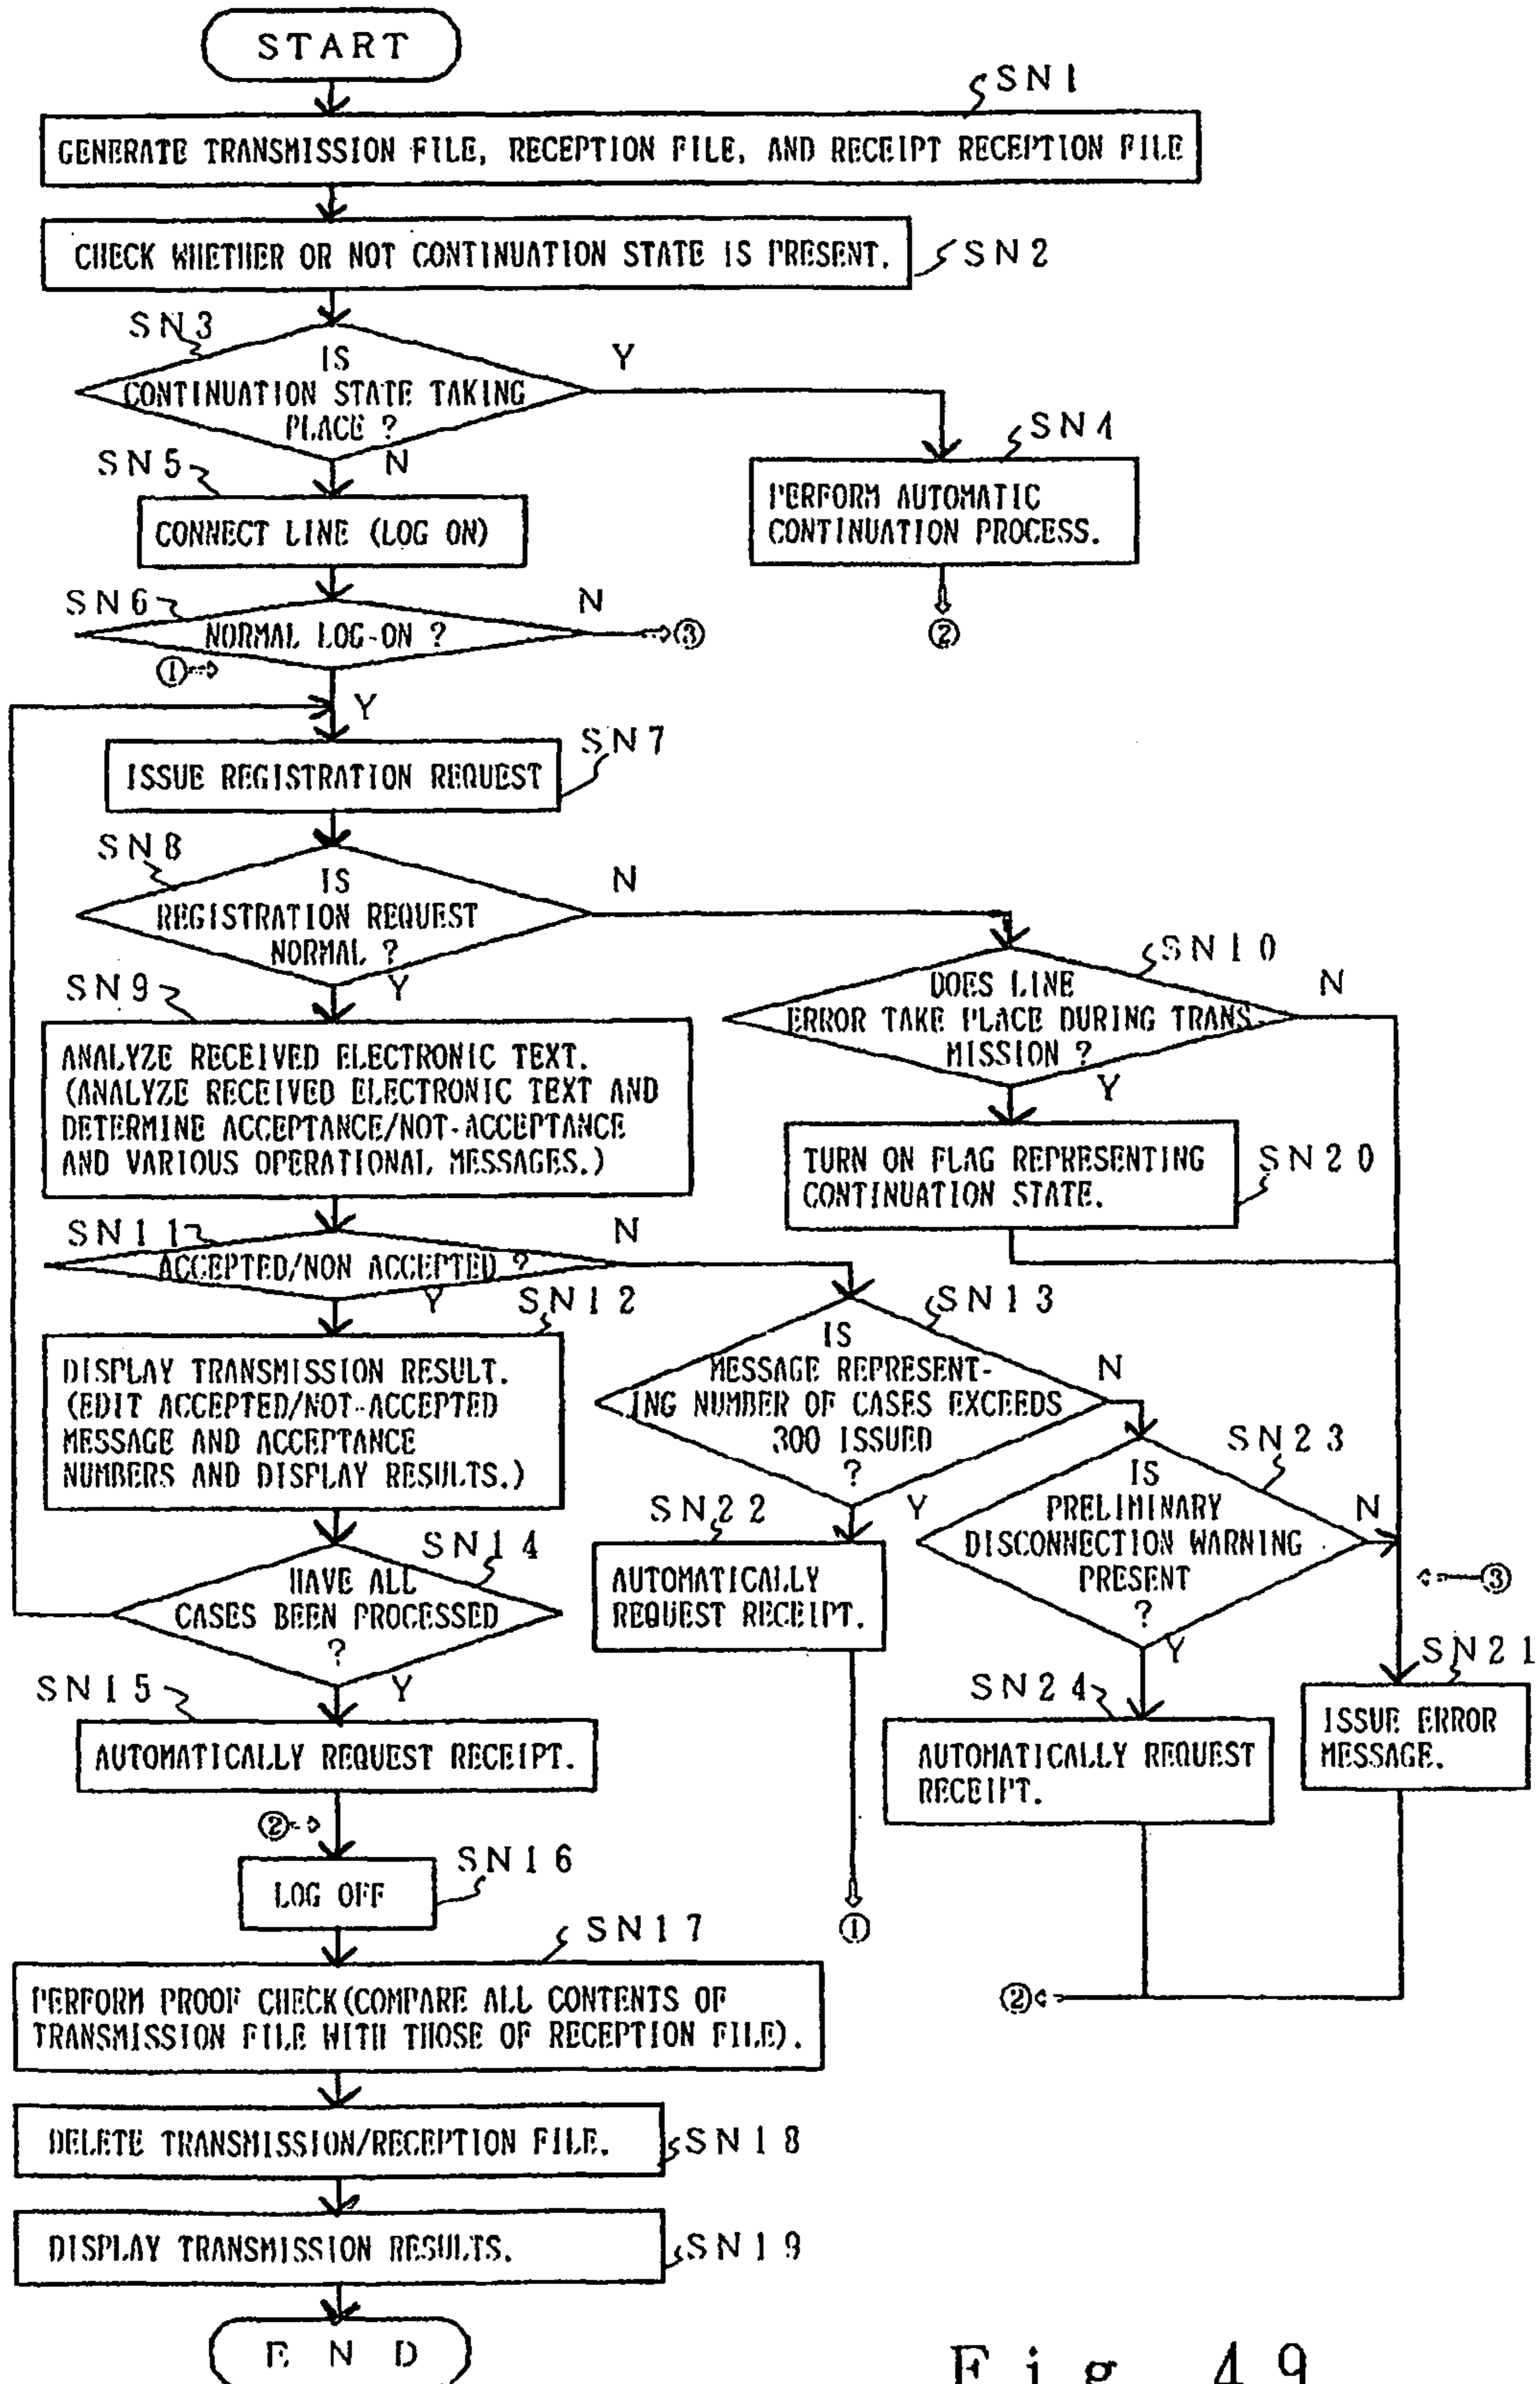 START
SN1
GENERATE TRANSMISSION FILE, RECEPTION FILE, AND RECEIPT RECEPTION FILE
CHECK WHETHER OR NOT CONTINUATION STATE IS PRESENT.
SN2
SN3
IS
CONTINUATION STATE TAKING
PLACE ?
Y
N
SN4
PERFORM AUTOMATIC
CONTINUATION PROCESS.
②
SN5
CONNECT LINE (LOG ON)
SN6
NORMAL LOG-ON ?
N
③
①
Y
SN7
ISSUE REGISTRATION REQUEST
SN8
IS
REGISTRATION REQUEST
NORMAL ?
N
Y
SN9
ANALYZE RECEIVED ELECTRONIC TEXT.
(ANALYZE RECEIVED ELECTRONIC TEXT AND
DETERMINE ACCEPTANCE/NOT-ACCEPTANCE
AND VARIOUS OPERATIONAL MESSAGES.)
SN10
DOES LINE
ERROR TAKE PLACE DURING TRANS-
MISSION ?
N
Y
TURN ON FLAG REPRESENTING
CONTINUATION STATE.
SN20
SN11
ACCEPTED/NON ACCEPTED ?
N
Y
SN12
DISPLAY TRANSMISSION RESULT.
(EDIT ACCEPTED/NOT-ACCEPTED
MESSAGE AND ACCEPTANCE
NUMBERS AND DISPLAY RESULTS.)
SN13
IS
MESSAGE REPRESENT-
ING NUMBER OF CASES EXCEEDS
300 ISSUED
?
N
Y
SN23
IS
PRELIMINARY
DISCONNECTION WARNING
PRESENT
?
N
Y
③
SN22
AUTOMATICALLY
REQUEST RECEIPT.
①
SN14
HAVE ALL
CASES BEEN PROCESSED
?
Y
SN15
AUTOMATICALLY REQUEST RECEIPT.
SN24
AUTOMATICALLY REQUEST
RECEIPT.
SN21
ISSUE ERROR
MESSAGE.
②
②
SN16
LOG OFF
SN17
PERFORM PROOF CHECK(COMPARE ALL CONTENTS OF
TRANSMISSION FILE WITH THOSE OF RECEPTION FILE).
DELETE TRANSMISSION/RECEPTION FILE.
SN18
DISPLAY TRANSMISSION RESULTS.
SN19
END
Fig. 49